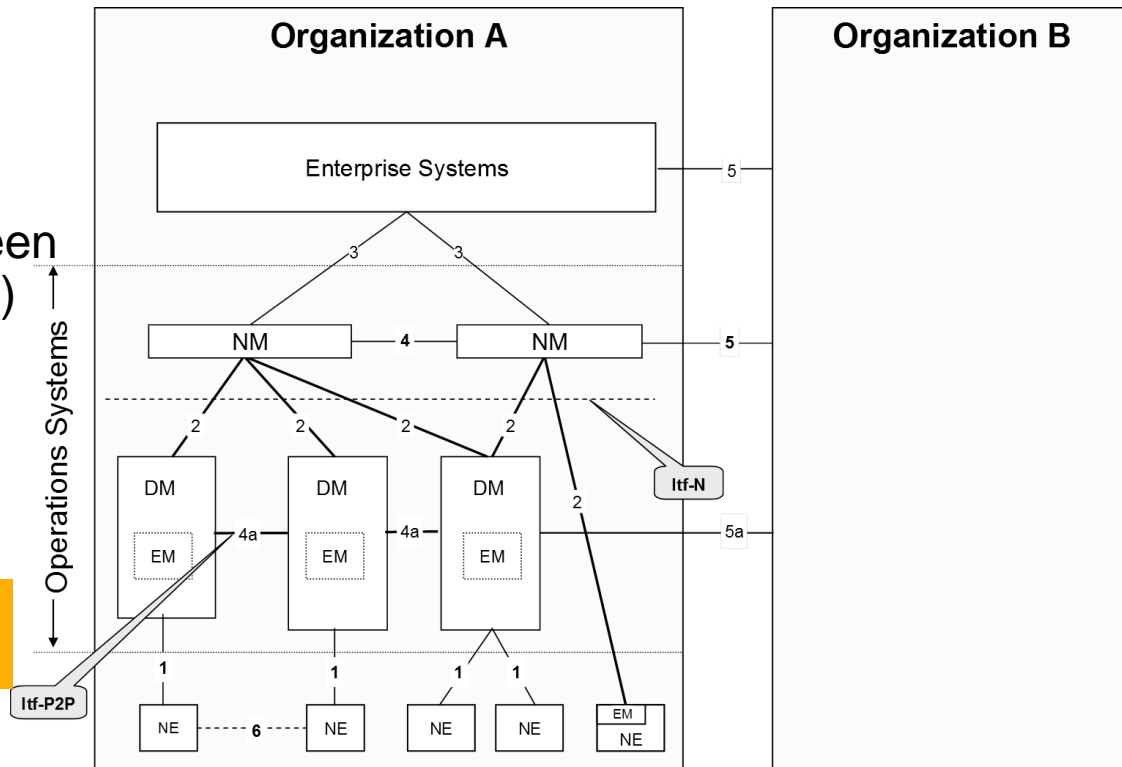 Organization A
Organization B
Enterprise Systems
5
een
)
3
3
Operations Systems
NM
4
NM
5
2
2
2
2
Itf-N
DM
DM
DM
2
4a
4a
5a
EM
EM
EM
1
1
1
1
Itf-P2P
NE
6
NE
NE
NE
EM
NE